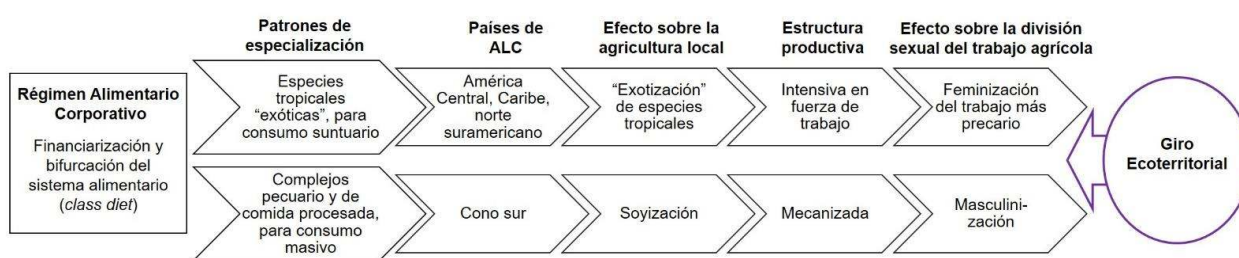 Patrones de
especialización
Países de
ALC
Efecto sobre la
agricultura local
Estructura
productiva
Efecto sobre la división
sexual del trabajo agrícola
Régimen Alimentario
Corporativo
Financiarización y
bifurcación del
sistema alimentario
(class diet)
Especies
tropicales
“exóticas”, para
consumo suntuario
América
Central, Caribe,
norte
suramericano
“Exotización”
de especies
tropicales
Intensiva en
fuerza de
trabajo
Feminización
del trabajo más
precario
Complejos
pecuario y de
comida procesada,
para consumo
masivo
Cono sur
Soyización
Mecanizada
Masculini-
zación
Giro
Ecoterritorial